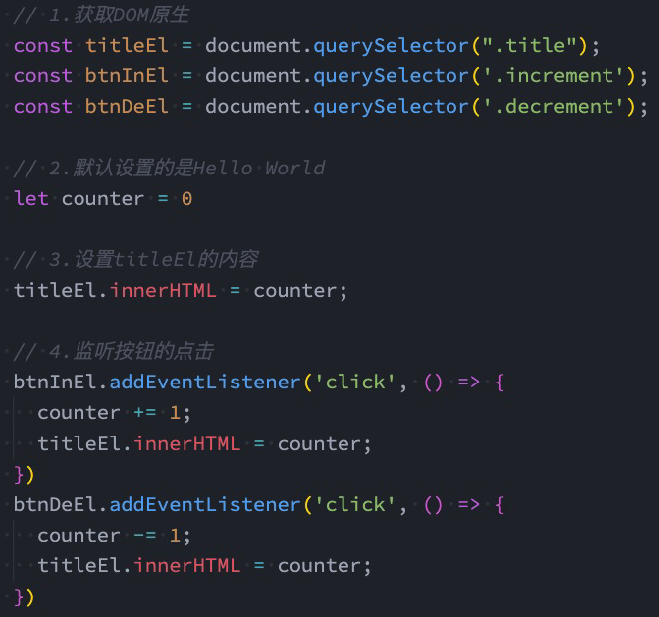 // 1.获取DOM原生
const titleEl = document.querySelector(".title");
const btnInEl = document.querySelector('.increment');
const btnDeEl = document.querySelector('.decrement');
// 2.默认设置的是Hello World
let counter = 0
// 3.设置titleEl的内容
titleEl.innerHTML = counter;
// 4.监听按钮的点击
btnInEl.addEventListener('click', () => {
counter += 1;
titleEl.innerHTML = counter;
})
btnDeEl.addEventListener('click', () => {
counter -= 1;
titleEl.innerHTML = counter;
})